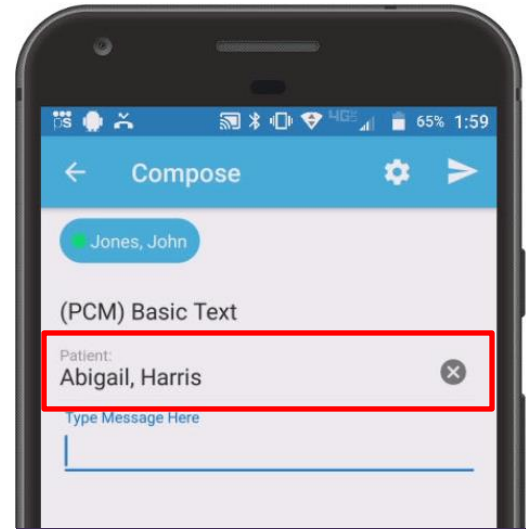 65% 1:59
Compose
Jones, John
(PCM) Basic Text
Patient:
Abigail, Harris
Type Message Here